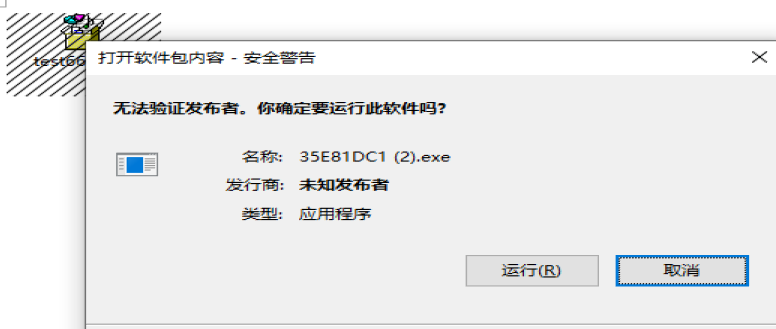 test66
打开软件包内容 - 安全警告
无法验证发布者。你确定要运行此软件吗?
名称: 35E81DC1 (2).exe
发行商: 未知发布者
类型: 应用程序
运行(R) 取消